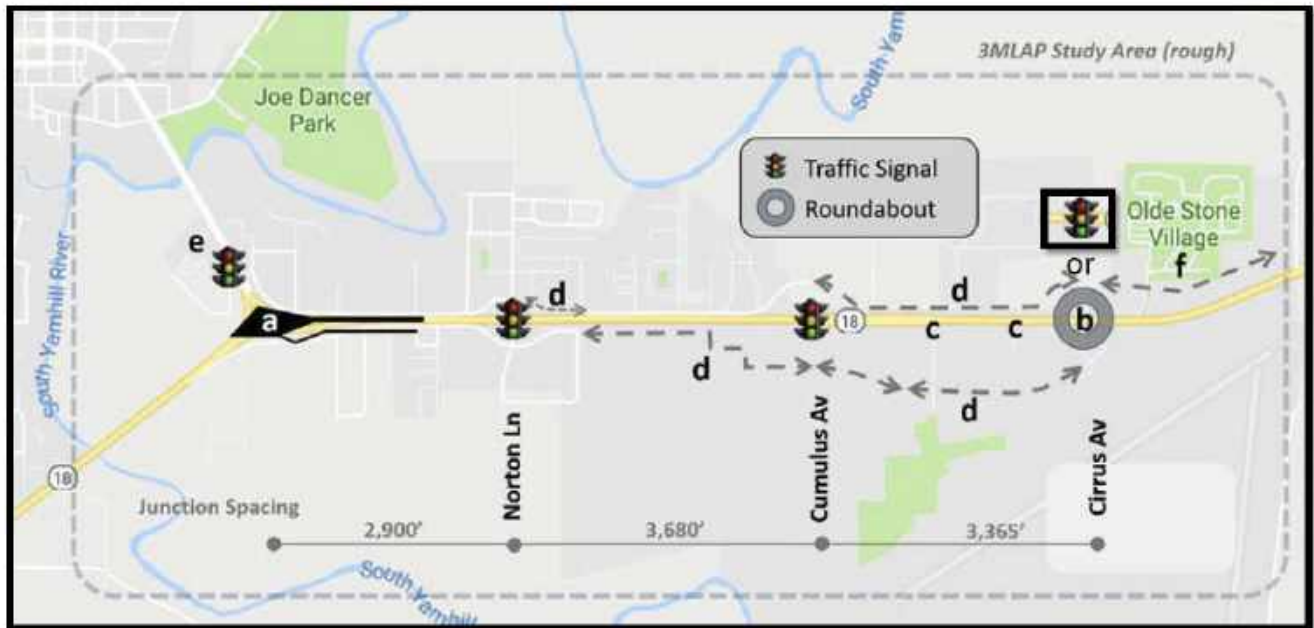 3MLAP Study Area (rough)
Joe Dancer
Park
South Yam
Traffic Signal
Roundabout
Olde Stone
Village
or
e
f
d
d
a
18
c
c
b
d
d
South Yamhill River
18
Norton Ln
Cumulus Av
Cirrus Av
Junction Spacing
2,900'
3,680'
3,365'
South Yamhill